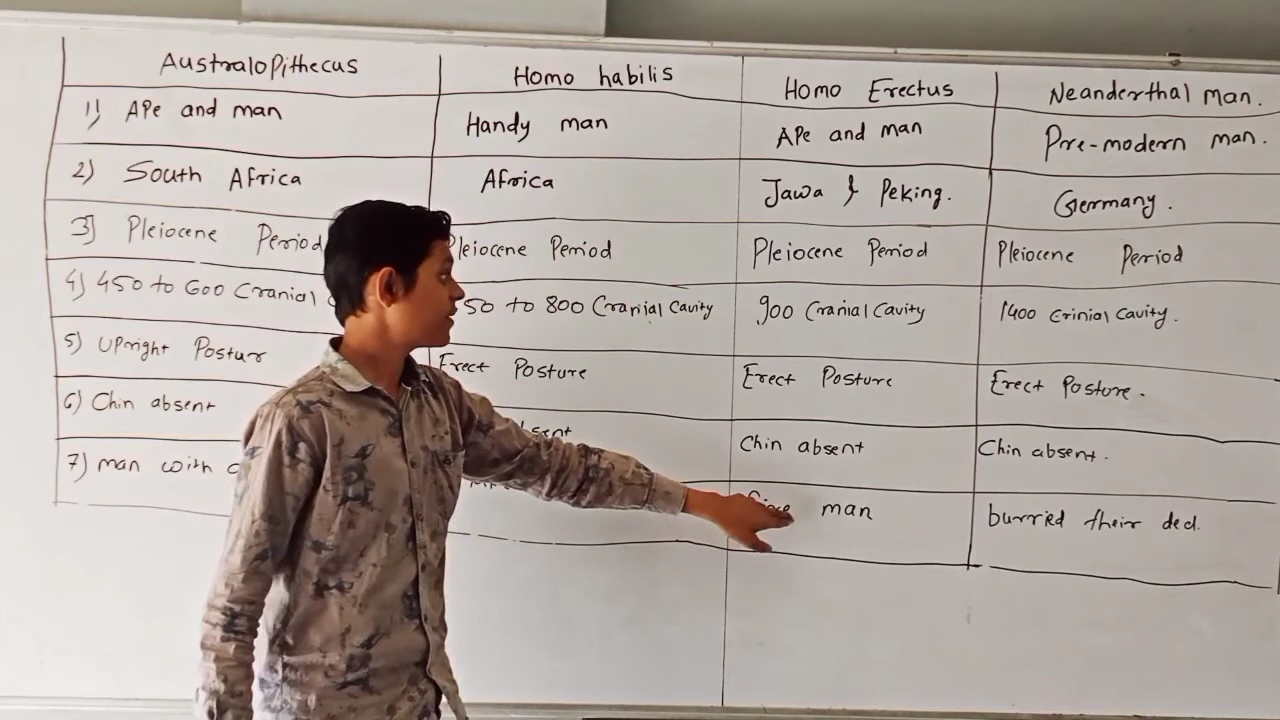 Australopithecus Homo habilis Homo Erectus Neanderthal man.
1) Ape and man Handy man Ape and man Pre-modern man.
2) South Africa Africa Jawa & Peking. Germany.
3) Pleiocene Period Pleiocene Period Pleiocene Period Pleiocene Period
4) 450 to 600 Cranial 50 to 800 Cranial Cavity 900 Cranial Cavity 1400 Crinial Cavity.
5) Upright Postur Erect Posture Erect Posture Erect Posture.
6) Chin absent Chin absent Chin absent.
7) man with man burried their ded.